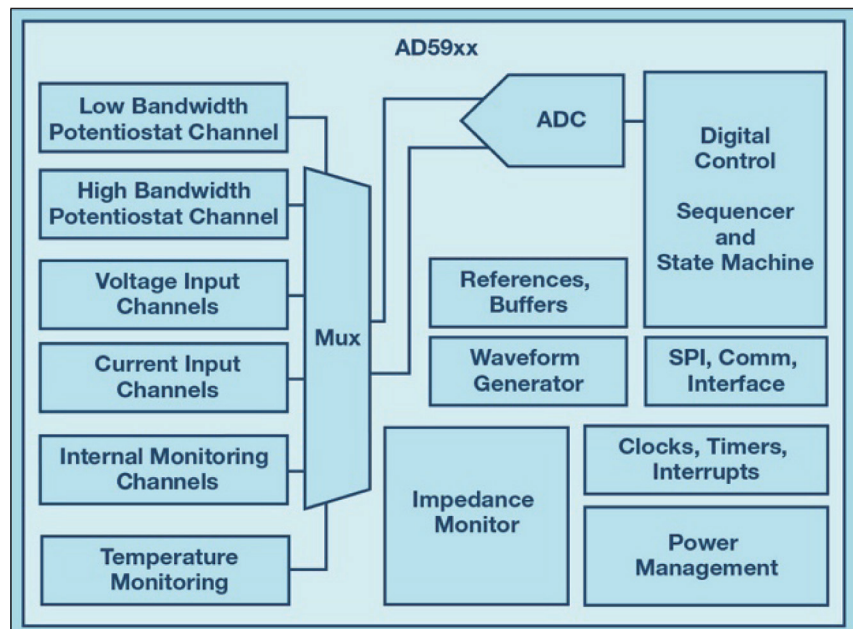 AD59xx
Low Bandwidth
Potentiostat Channel
High Bandwidth
Potentiostat Channel
Voltage Input
Channels
Current Input
Channels
Internal Monitoring
Channels
Temperature
Monitoring
Mux
ADC
Digital
Control
Sequencer
and
State Machine
References,
Buffers
Waveform
Generator
SPI, Comm,
Interface
Impedance
Monitor
Clocks, Timers,
Interrupts
Power
Management